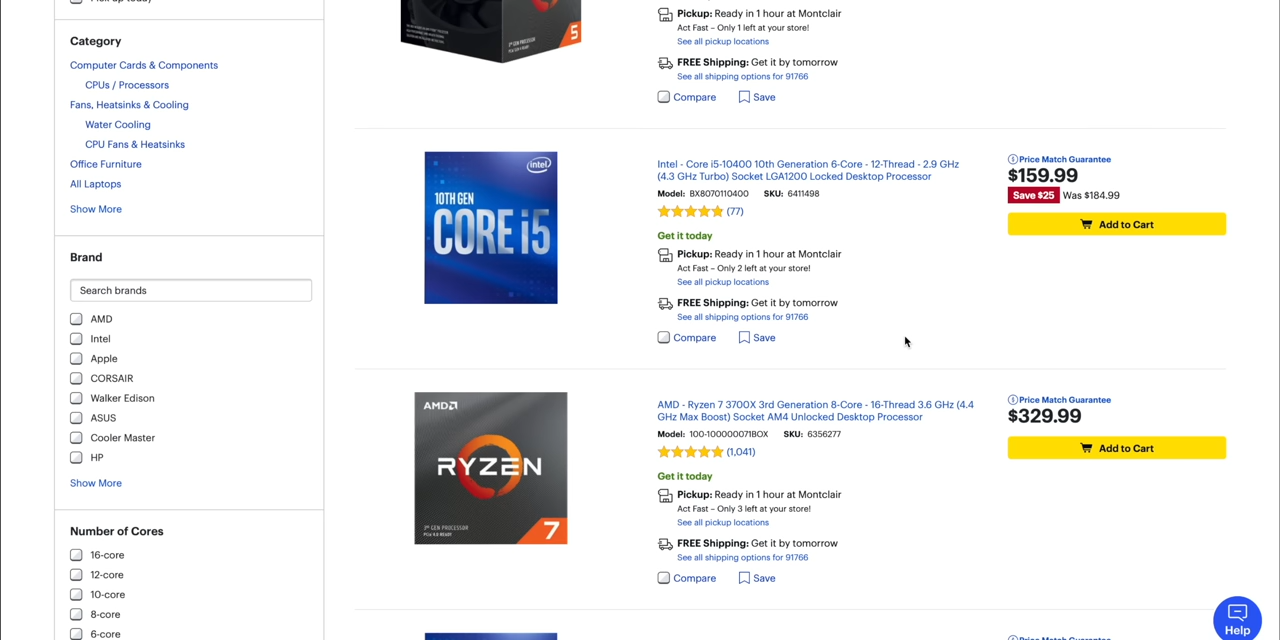 Category
Computer Cards & Components
CPUs / Processors
Fans, Heatsinks & Cooling
Water Cooling
CPU Fans & Heatsinks
Office Furniture
All Laptops
Show More
Brand
Search brands
AMD
Intel
Apple
CORSAIR
Walker Edison
ASUS
Cooler Master
HP
Show More
Number of Cores
16-core
12-core
10-core
8-core
6-core
5
Pickup: Ready in 1 hour at Montclair
Act Fast – Only 1 left at your store!
See all pickup locations
FREE Shipping: Get it by tomorrow
See all shipping options for 91766
Compare
Save
intel
10TH GEN
CORE i5
Intel - Core i5-10400 10th Generation 6-Core - 12-Thread - 2.9 GHz
(4.3 GHz Turbo) Socket LGA1200 Locked Desktop Processor
Model: BX8070110400 SKU: 6411498
(77)
Get it today
Pickup: Ready in 1 hour at Montclair
Act Fast – Only 2 left at your store!
See all pickup locations
FREE Shipping: Get it by tomorrow
See all shipping options for 91766
Compare
Save
Price Match Guarantee
$159.99
Save $25 Was $184.99
Add to Cart
AMD
RYZEN
3rd GEN PROCESSOR
PCIe 4.0 READY
7
AMD - Ryzen 7 3700X 3rd Generation 8-Core - 16-Thread 3.6 GHz (4.4
GHz Max Boost) Socket AM4 Unlocked Desktop Processor
Model: 100-100000071BOX SKU: 6356277
(1,041)
Get it today
Pickup: Ready in 1 hour at Montclair
Act Fast – Only 3 left at your store!
See all pickup locations
FREE Shipping: Get it by tomorrow
See all shipping options for 91766
Compare
Save
Price Match Guarantee
$329.99
Add to Cart
Help